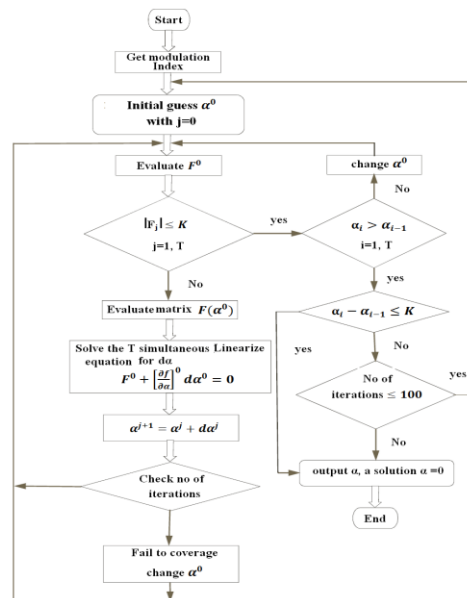 Start
Get modulation
Index
Initial guess α⁰
with j=0
Evaluate F⁰
change α⁰
No
|Fⱼ| ≤ K
j=1, T
yes
αᵢ > αᵢ₋₁
i=1, T
yes
No
Evaluate matrix F(α⁰)
αᵢ − αᵢ₋₁ ≤ K
Solve the T simultaneous Linearize
equation for dα
F⁰ + [∂f/∂α]⁰ dα⁰ = 0
yes
No
yes
No of
iterations ≤ 100
αʲ⁺¹ = αʲ + dαʲ
No
Check no of
iterations
output α, a solution α =0
End
Fail to coverage
change α⁰